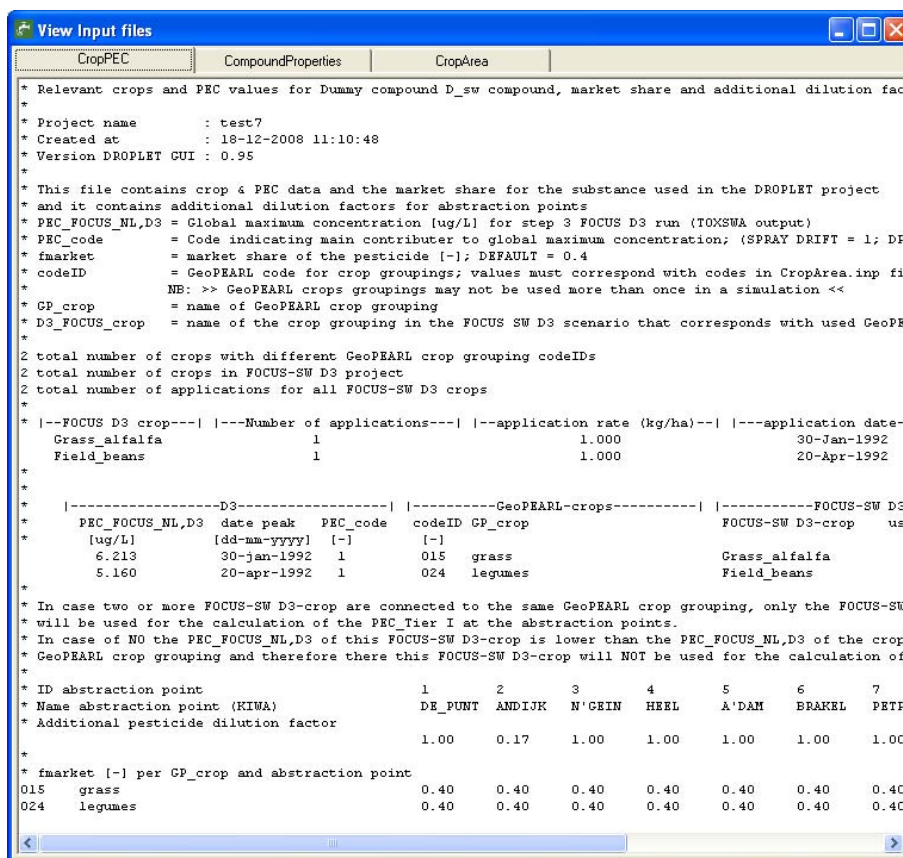 View Input files
CropPEC CompoundProperties CropArea
* Relevant crops and PEC values for Dummy compound D_sw compound, market share and additional dilution fac
*
* Project name : test7
* Created at : 18-12-2008 11:10:48
* Version DROPLET GUI : 0.95
*
* This file contains crop & PEC data and the market share for the substance used in the DROPLET project
* and it contains additional dilution factors for abstraction points
* PEC_FOCUS_NL,D3 = Global maximum concentration [ug/L] for step 3 FOCUS D3 run (TOXSWA output)
* PEC_code = Code indicating main contributer to global maximum concentration; (SPRAY DRIFT = 1; DR
* fmarket = market share of the pesticide [-]; DEFAULT = 0.4
* codeID = GeoPEARL code for crop groupings; values must correspond with codes in CropArea.inp fi
* NB: >> GeoPEARL crops groupings may not be used more than once in a simulation <<
* GP_crop = name of GeoPEARL crop grouping
* D3_FOCUS_crop = name of the crop grouping in the FOCUS SW D3 scenario that corresponds with used GeoPE
*
2 total number of crops with different GeoPEARL crop grouping codeIDs
2 total number of crops in FOCUS-SW D3 project
2 total number of applications for all FOCUS-SW D3 crops
*
* |--FOCUS D3 crop---| |---Number of applications---| |--application rate (kg/ha)--| |---application date-
Grass_alfalfa 1 1.000 30-Jan-1992
Field_beans 1 1.000 20-Apr-1992
*
*
* |-------------------D3-------------------| |----------GeoPEARL-crops----------| |-----------FOCUS-SW D3
* PEC_FOCUS_NL,D3 date peak PEC_code codeID GP_crop FOCUS-SW D3-crop us
* [ug/L] [dd-mm-yyyy] [-] [-]
6.213 30-jan-1992 1 015 grass Grass_alfalfa
5.160 20-apr-1992 1 024 legumes Field_beans
*
* In case two or more FOCUS-SW D3-crop are connected to the same GeoPEARL crop grouping, only the FOCUS-SW
* will be used for the calculation of the PEC_Tier I at the abstraction points.
* In case of NO the PEC_FOCUS_NL,D3 of this FOCUS-SW D3-crop is lower than the PEC_FOCUS_NL,D3 of the crop
* GeoPEARL crop grouping and therefore there this FOCUS-SW D3-crop will NOT be used for the calculation of
*
* ID abstraction point 1 2 3 4 5 6 7
* Name abstraction point (KIWA) DE_PUNT ANDIJK N'GEIN HEEL A'DAM BRAKEL PETR
* Additional pesticide dilution factor
1.00 0.17 1.00 1.00 1.00 1.00 1.00
*
* fmarket [-] per GP_crop and abstraction point
015 grass 0.40 0.40 0.40 0.40 0.40 0.40 0.40
024 legumes 0.40 0.40 0.40 0.40 0.40 0.40 0.40